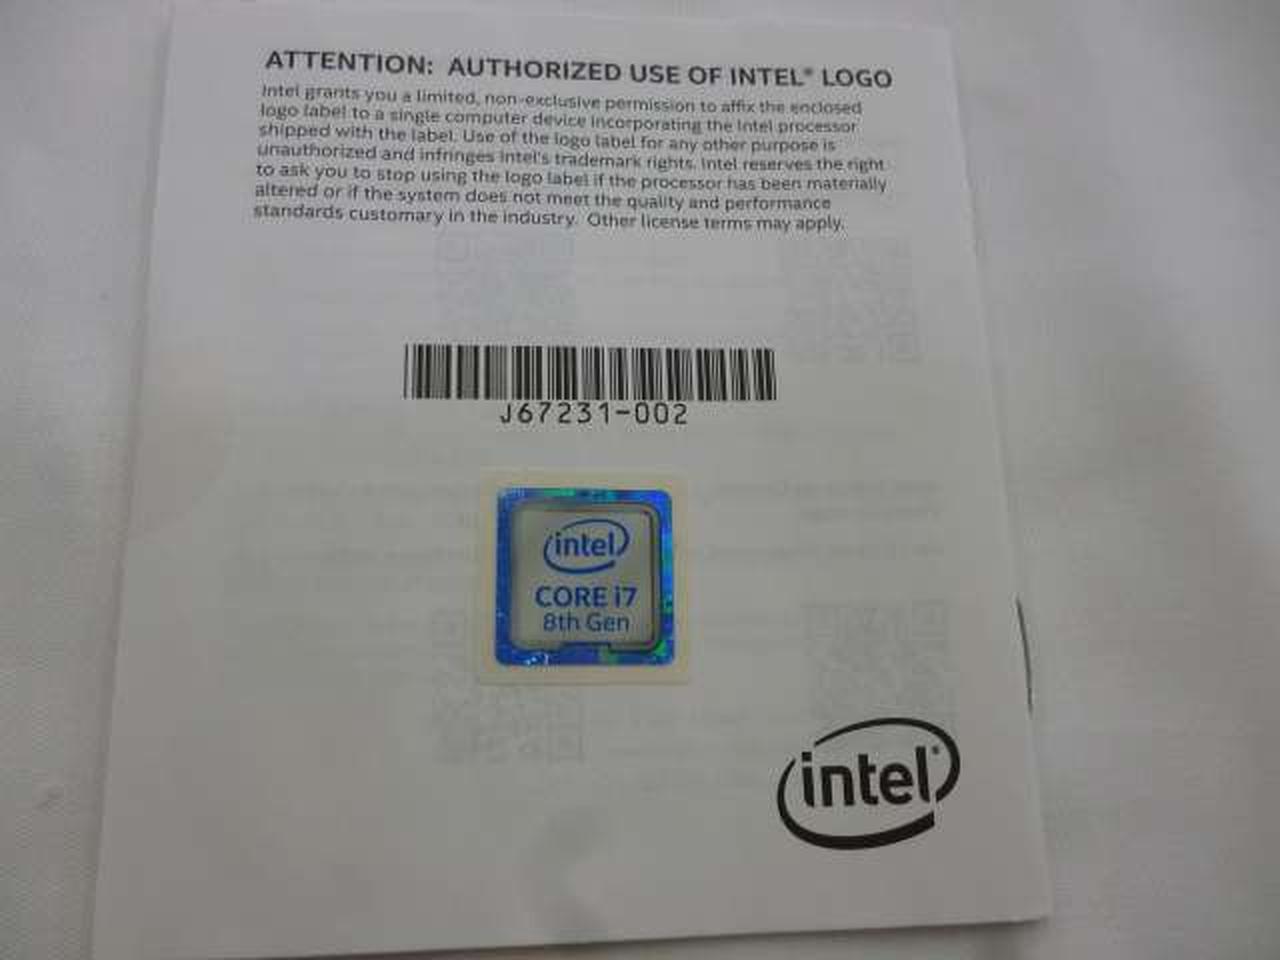 ATTENTION: AUTHORIZED USE OF INTEL® LOGO
Intel grants you a limited, non-exclusive permission to affix the enclosed
logo label to a single computer device incorporating the Intel processor
shipped with the label. Use of the logo label for any other purpose is
unauthorized and infringes Intel's trademark rights. Intel reserves the right
to ask you to stop using the logo label if the processor has been materially
altered or if the system does not meet the quality and performance
standards customary in the industry. Other license terms may apply.
J67231-002
intel
CORE i7
8th Gen
intel®